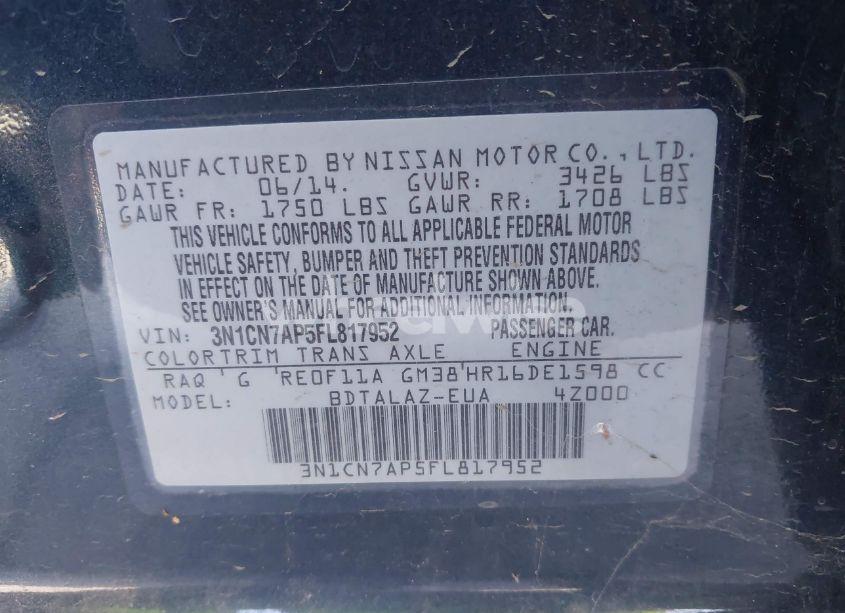 MANUFACTURED BY NISSAN MOTOR CO., LTD.
DATE: 06/14. GVWR: 3426 LBS
GAWR FR: 1750 LBS GAWR RR: 1708 LBS
THIS VEHICLE CONFORMS TO ALL APPLICABLE FEDERAL MOTOR
VEHICLE SAFETY, BUMPER AND THEFT PREVENTION STANDARDS
IN EFFECT ON THE DATE OF MANUFACTURE SHOWN ABOVE.
SEE OWNER'S MANUAL FOR ADDITIONAL INFORMATION.
VIN: 3N1CN7AP5FL817952 PASSENGER CAR.
COLOR TRIM TRANS AXLE ENGINE
RAQ G RE0F11A GM38 HR16DE1598 CC
MODEL: BDTALAZ-EUA 4Z000
3N1CN7AP5FL817952